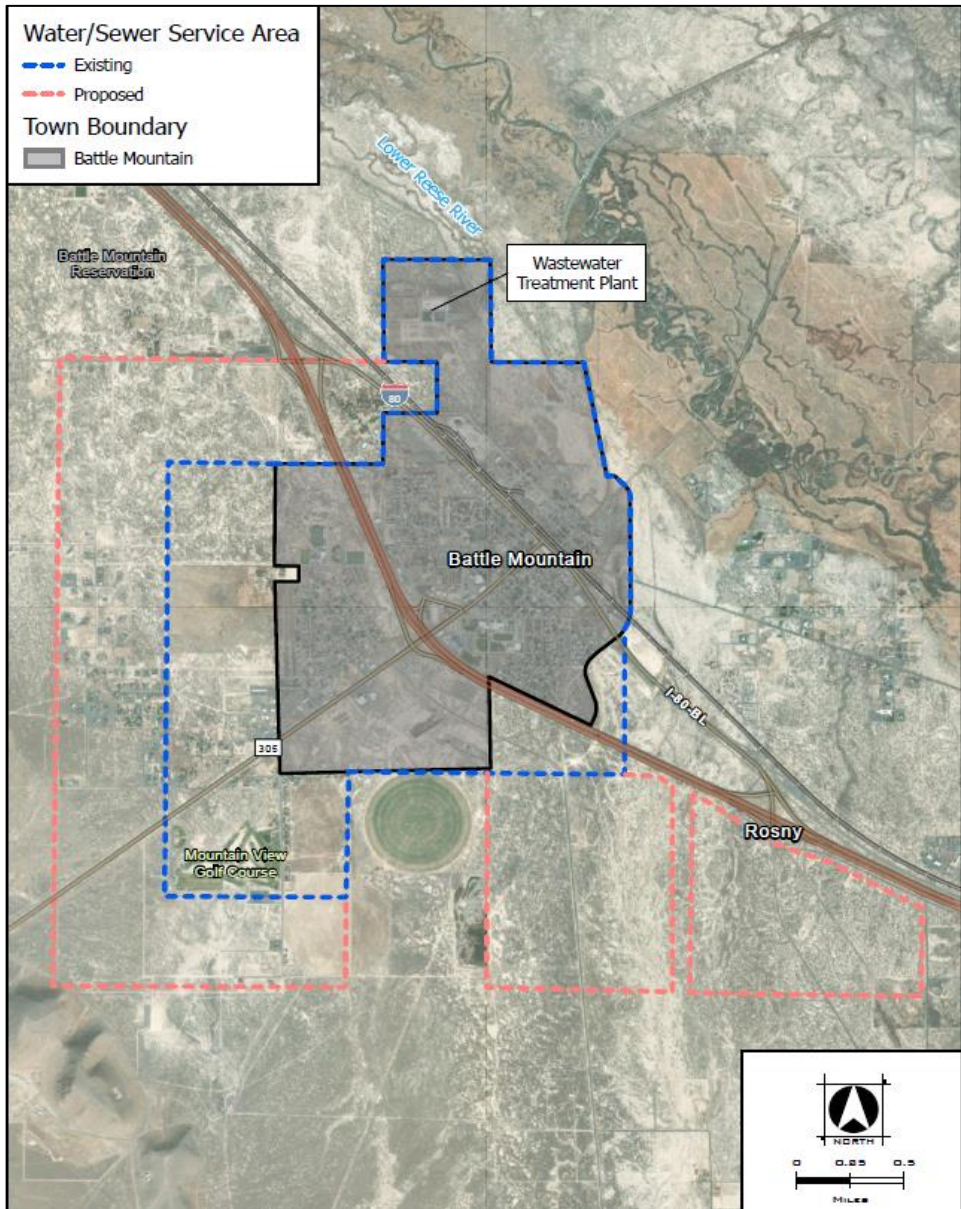 Water/Sewer Service Area
Existing
Proposed
Town Boundary
Battle Mountain
Lower Reese River
Battle Mountain
Reservation
Wastewater
Treatment Plant
80
Battle Mountain
I-80-BL
305
Rosny
Mountain View
Golf Course
NORTH
0 0.25 0.5
MILES